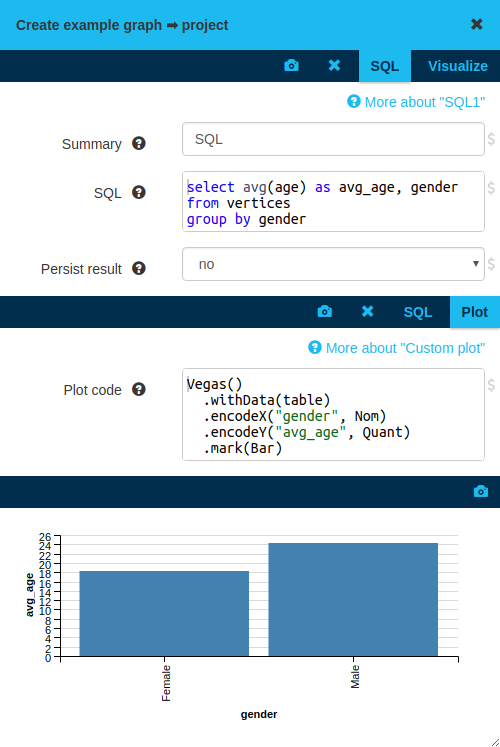 Create example graph ➡ project ✖
✖ SQL Visualize
? More about "SQL1"
Summary ? SQL $
SQL ? select avg(age) as avg_age, gender $
from vertices
group by gender
Persist result ? no $
✖ SQL Plot
? More about "Custom plot"
Plot code ? Vegas() $
.withData(table)
.encodeX("gender", Nom)
.encodeY("avg_age", Quant)
.mark(Bar)
26
24
22
20
18
16
14
12
10
8
6
4
2
0
avg_age
Female
Male
gender